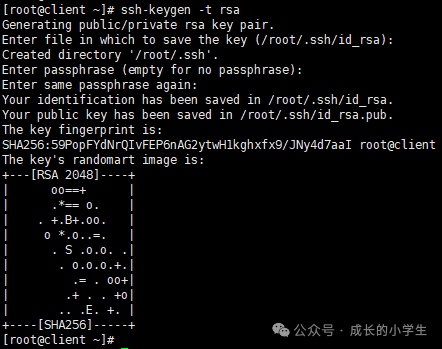 [root@client ~]# ssh-keygen -t rsa
Generating public/private rsa key pair.
Enter file in which to save the key (/root/.ssh/id_rsa):
Created directory '/root/.ssh'.
Enter passphrase (empty for no passphrase):
Enter same passphrase again:
Your identification has been saved in /root/.ssh/id_rsa.
Your public key has been saved in /root/.ssh/id_rsa.pub.
The key fingerprint is:
SHA256:59PopFYdNrQIvFEP6nAG2ytwH1kghxfx9/JNy4d7aaI root@client
The key's randomart image is:
+---[RSA 2048]----+
|      oo==+      |
|      .*== o.    |
|    . +.B+.oo.   |
|     o *.o..=.   |
|      . S .o.o. .|
|       . o.o.o.+.|
|         .= . oo+|
|        .+ . . +o|
|       .. .E. +. |
+----[SHA256]-----+
[root@client ~]#
公众号 · 成长的小学生